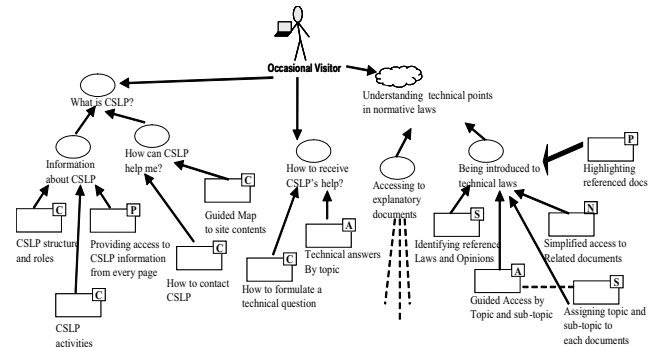 Occasional Visitor
What is CSLP?
Understanding technical points
in normative laws
Information
about CSLP
How can CSLP
help me?
How to receive
CSLP's help?
Accessing to
explanatory
documents
Being introduced to
technical laws
P
Highlighting
referenced docs
C
CSLP structure
and roles
P
Providing access to
CSLP information
from every page
C
Guided Map
to site contents
C
How to contact
CSLP
A
Technical answers
By topic
C
How to formulate a
technical question
S
Identifying reference
Laws and Opinions
N
Simplified access to
Related documents
A
Guided Access by
Topic and sub-topic
S
Assigning topic and
sub-topic to
each documents
C
CSLP
activities